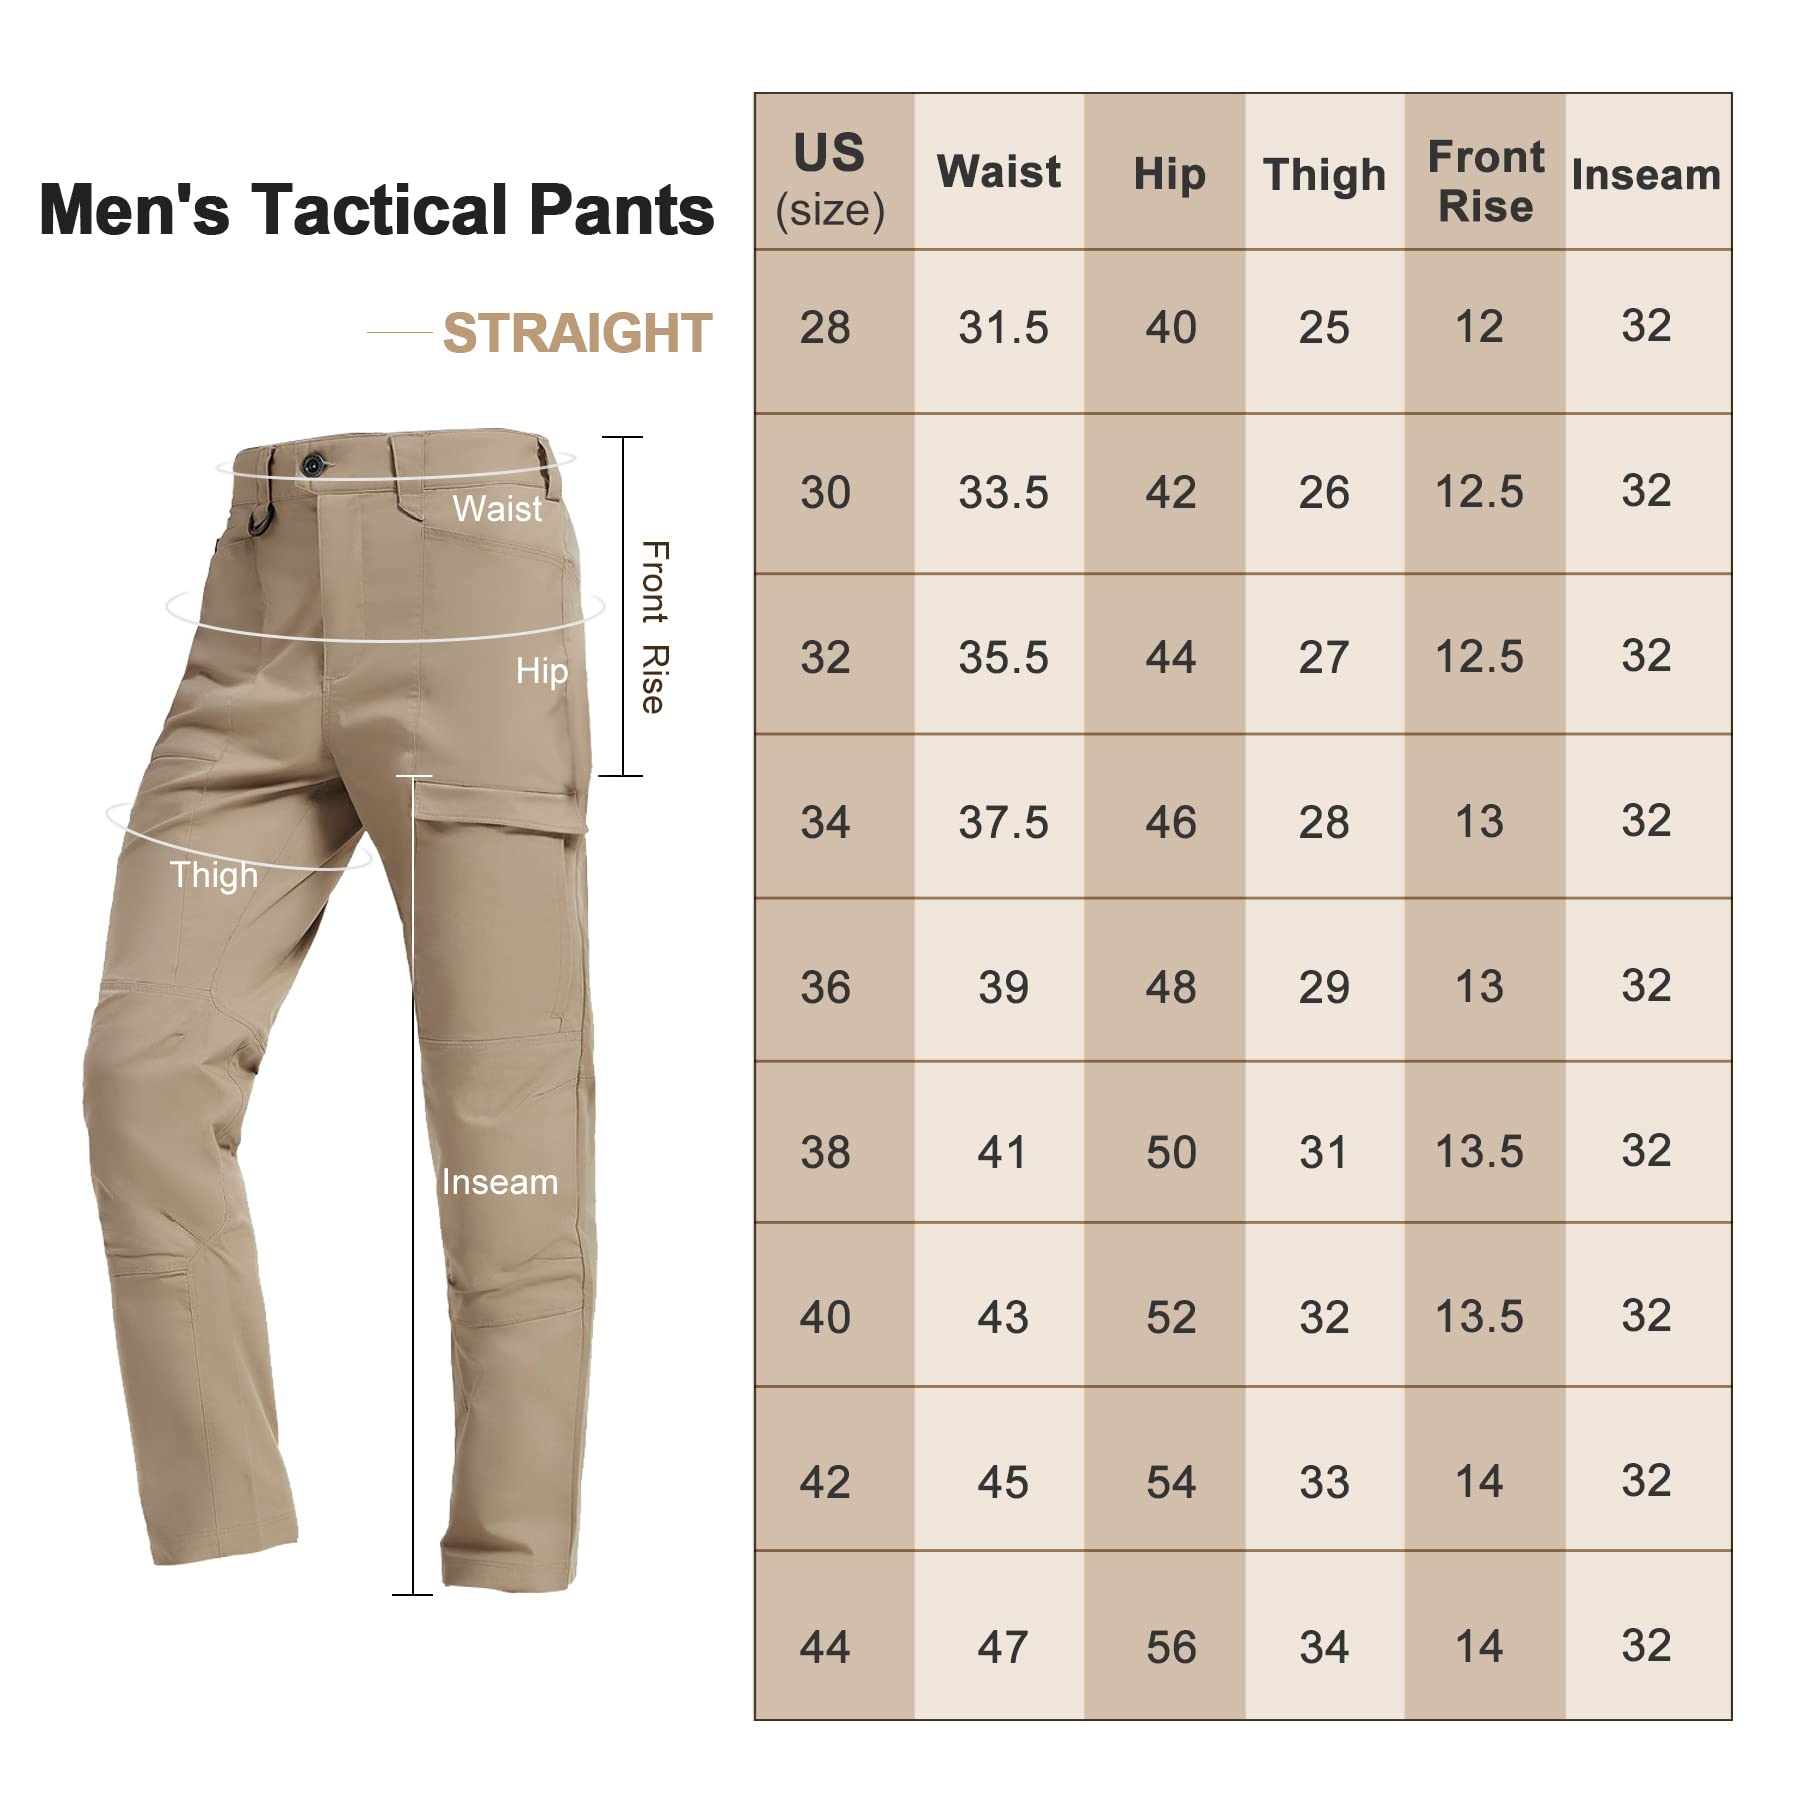 Men's Tactical Pants
STRAIGHT
Waist
Hip
Front Rise
Thigh
Inseam
US (size) Waist Hip Thigh Front Rise Inseam
28 31.5 40 25 12 32
30 33.5 42 26 12.5 32
32 35.5 44 27 12.5 32
34 37.5 46 28 13 32
36 39 48 29 13 32
38 41 50 31 13.5 32
40 43 52 32 13.5 32
42 45 54 33 14 32
44 47 56 34 14 32